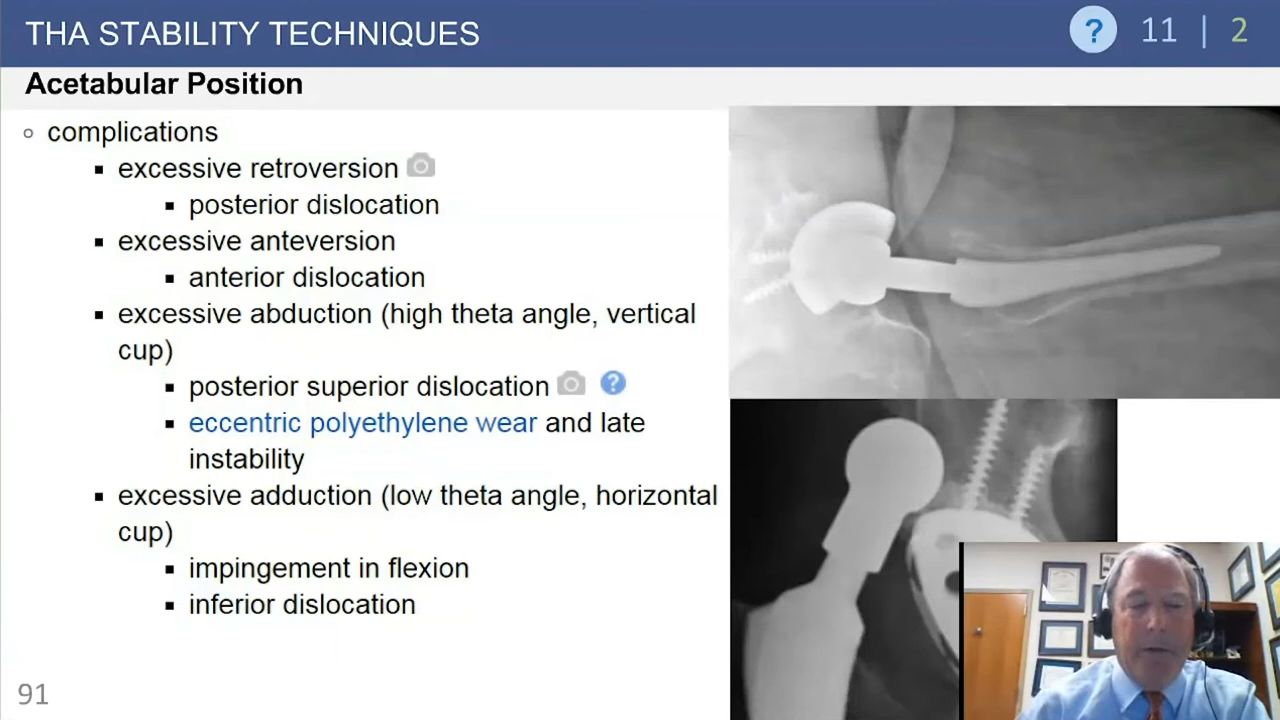 THA STABILITY TECHNIQUES
? 11 | 2
Acetabular Position
complications
excessive retroversion
posterior dislocation
excessive anteversion
anterior dislocation
excessive abduction (high theta angle, vertical
cup)
posterior superior dislocation ?
eccentric polyethylene wear and late
instability
excessive adduction (low theta angle, horizontal
cup)
impingement in flexion
inferior dislocation
91